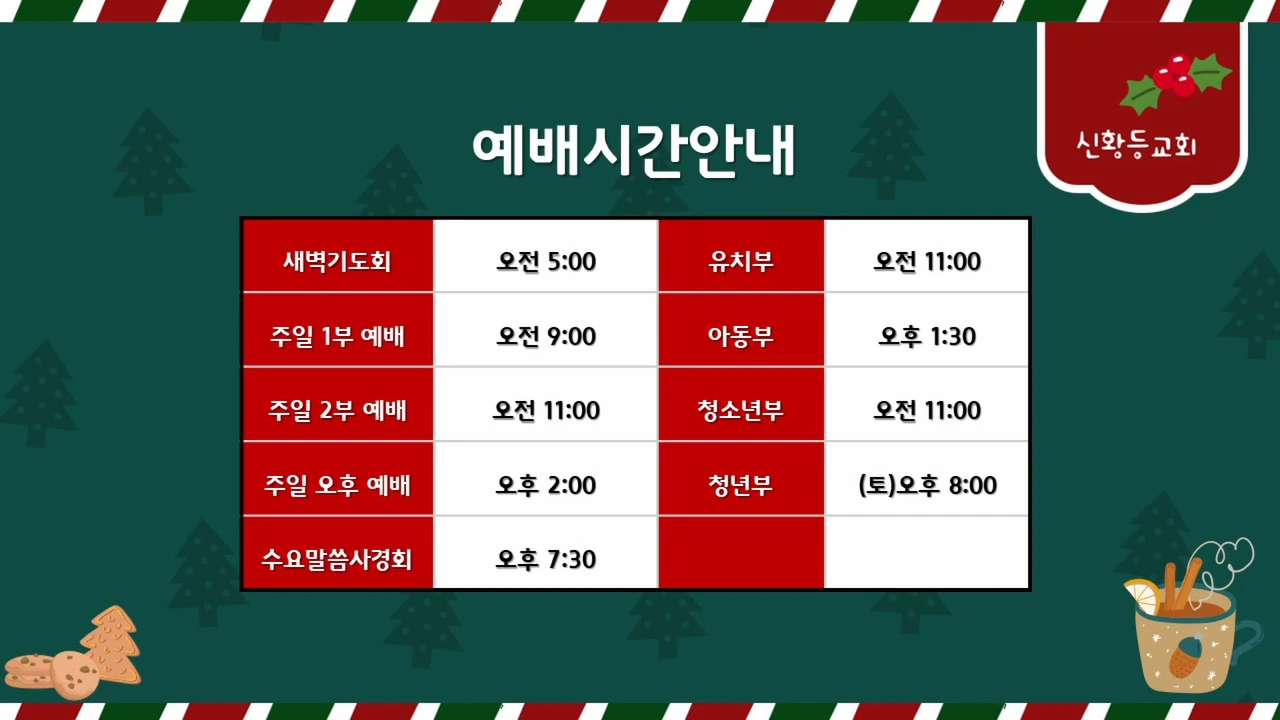 신황등교회
예배시간안내
새벽기도회 오전 5:00 유치부 오전 11:00
주일 1부 예배 오전 9:00 아동부 오후 1:30
주일 2부 예배 오전 11:00 청소년부 오전 11:00
주일 오후 예배 오후 2:00 청년부 (토)오후 8:00
수요말씀사경회 오후 7:30